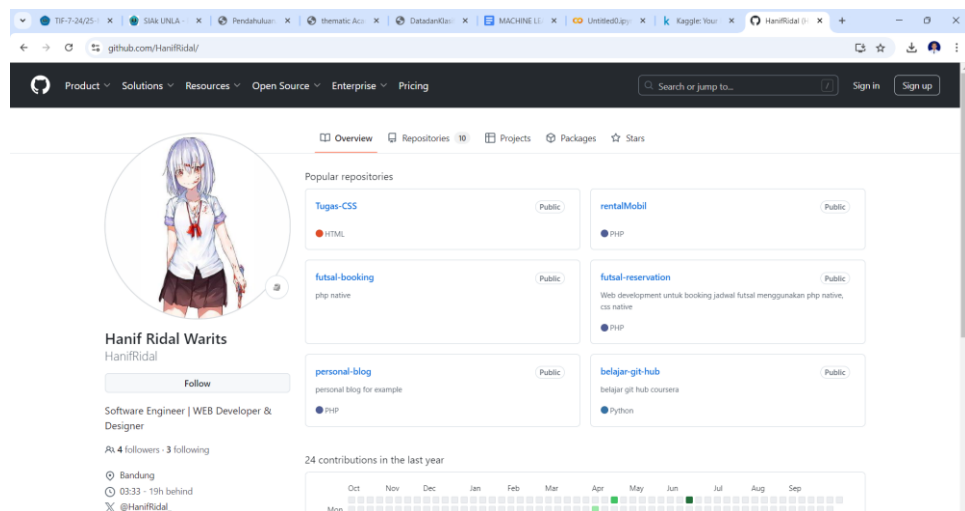 TIF-7-24/25-
SIAk UNLA -
Pendahuluan
thematic Aca
DatadanKlas
MACHINE LE
Untitled0.ipy
Kaggle: Your
HanifRidal (H
github.com/HanifRidal/
Product Solutions Resources Open Source Enterprise Pricing
Search or jump to... /
Sign in Sign up
Overview Repositories 10 Projects Packages Stars
Popular repositories
Tugas-CSS Public
HTML
rentalMobil Public
PHP
futsal-booking Public
php native
futsal-reservation Public
Web development untuk booking jadwal futsal menggunakan php native,
css native
PHP
personal-blog Public
personal blog for example
PHP
belajar-git-hub Public
belajar git hub coursera
Python
Hanif Ridal Warits
HanifRidal
Follow
Software Engineer | WEB Developer &
Designer
4 followers · 3 following
Bandung
03:33 - 19h behind
@HanifRidal_
24 contributions in the last year
Oct Nov Dec Jan Feb Mar Apr May Jun Jul Aug Sep
Mon